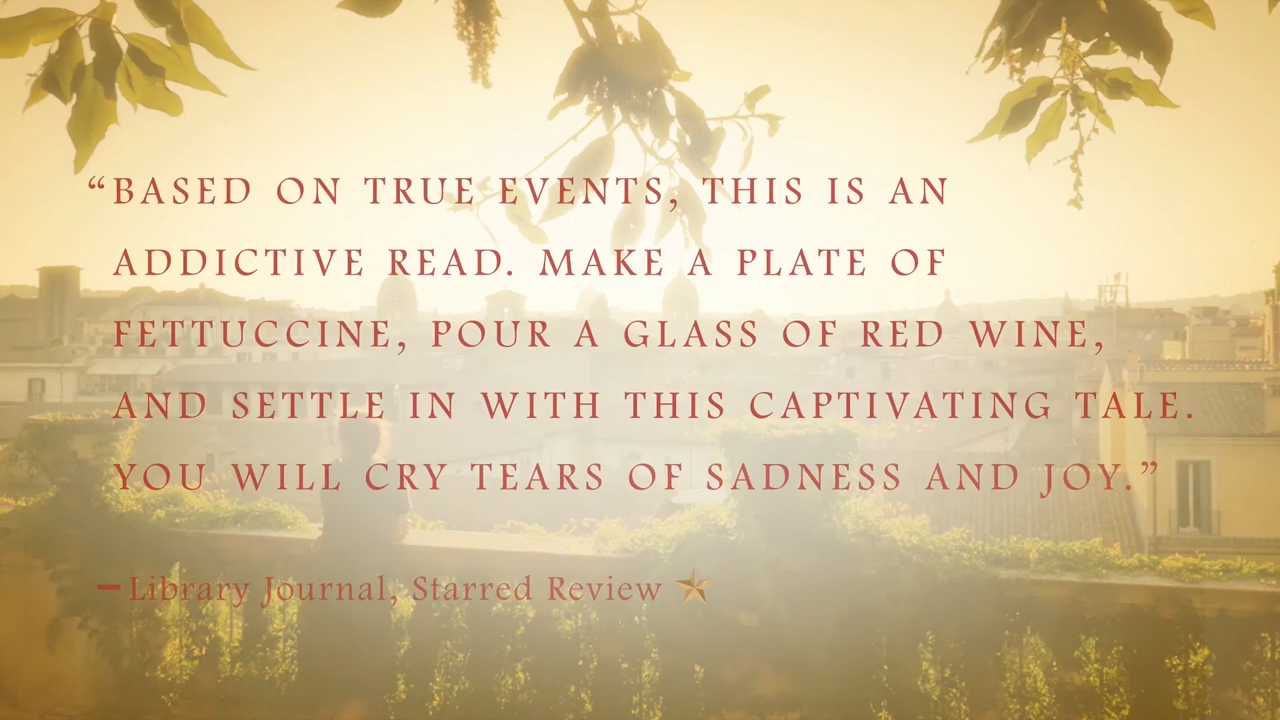 “BASED ON TRUE EVENTS, THIS IS AN
ADDICTIVE READ. MAKE A PLATE OF
FETTUCCINE, POUR A GLASS OF RED WINE,
AND SETTLE IN WITH THIS CAPTIVATING TALE.
YOU WILL CRY TEARS OF SADNESS AND JOY.”
– Library Journal, Starred Review